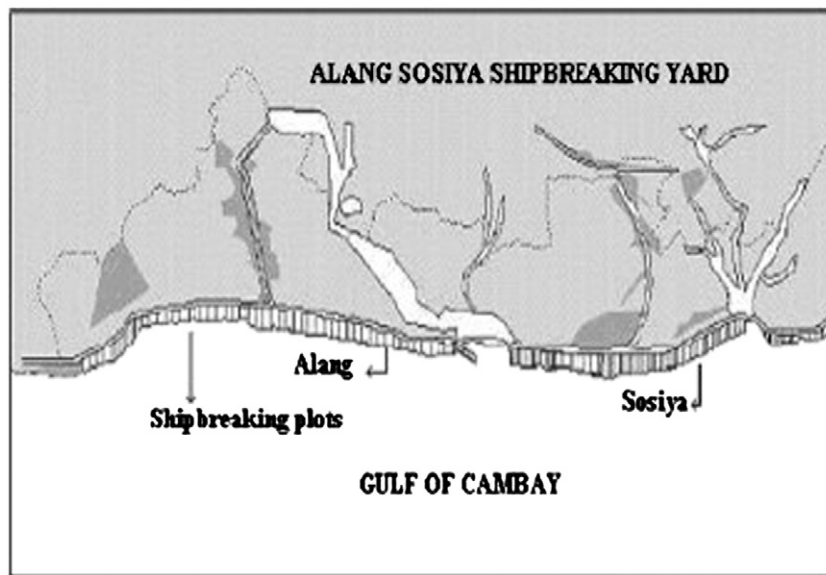 ALANG SOSIYA SHIPBREAKING YARD
Alang
Shipbreaking plots
Sosiya
GULF OF CAMBAY